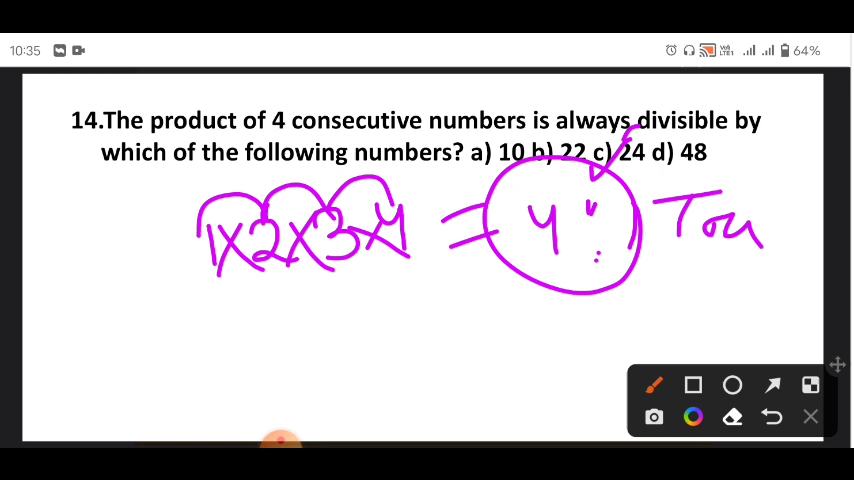 10:35 64%
14.The product of 4 consecutive numbers is always divisible by
which of the following numbers? a) 10 b) 22 c) 24 d) 48
1x2x3x4 = 4